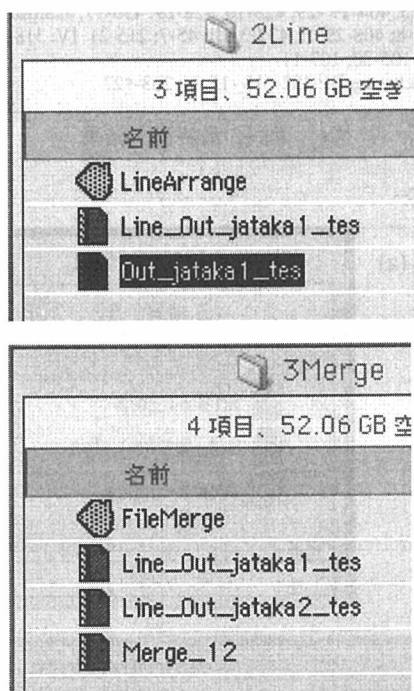 2Line
3 項目、52.06 GB 空き
名前
LineArrange
Line_Out_jataka1_tes
Out_jataka1_tes
3Merge
4 項目、52.06 GB 空
名前
FileMerge
Line_Out_jataka1_tes
Line_Out_jataka2_tes
Merge_12